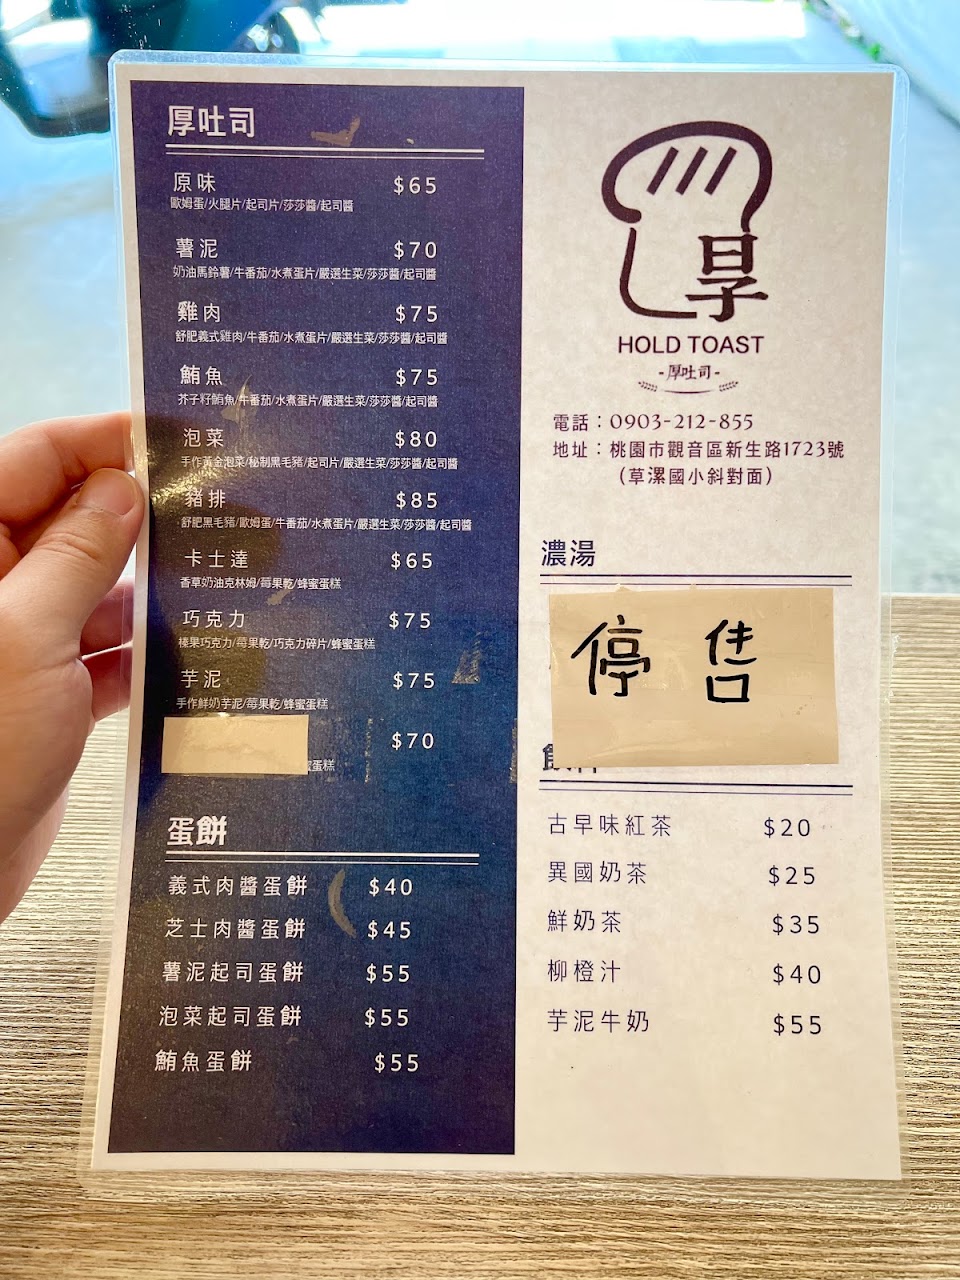 厚吐司
原味 $65
歐姆蛋/火腿片/起司片/莎莎醬/起司醬
薯泥 $70
奶油馬鈴薯/牛番茄/水煮蛋片/嚴選生菜/莎莎醬/起司醬
雞肉 $75
舒肥義式雞肉/牛番茄/水煮蛋片/嚴選生菜/莎莎醬/起司醬
鮪魚 $75
芥子籽鮪魚/牛番茄/水煮蛋片/嚴選生菜/莎莎醬/起司醬
泡菜 $80
手作黃金泡菜/秘制黑毛豬/起司片/嚴選生菜/莎莎醬/起司醬
豬排 $85
舒肥黑毛豬/歐姆蛋/牛番茄/水煮蛋片/嚴選生菜/莎莎醬/起司醬
卡士達 $65
香草奶油克林姆/莓果乾/蜂蜜蛋糕
巧克力 $75
榛果巧克力/莓果乾/巧克力碎片/蜂蜜蛋糕
芋泥 $75
手作鮮奶芋泥/莓果乾/蜂蜜蛋糕
$70
蜜蛋糕
蛋餅
義式肉醬蛋餅 $40
芝士肉醬蛋餅 $45
薯泥起司蛋餅 $55
泡菜起司蛋餅 $55
鮪魚蛋餅 $55
HOLD TOAST
-厚吐司-
電話：0903-212-855
地址：桃園市觀音區新生路1723號
（草漯國小斜對面）
濃湯
停售
古早味紅茶 $20
異國奶茶 $25
鮮奶茶 $35
柳橙汁 $40
芋泥牛奶 $55